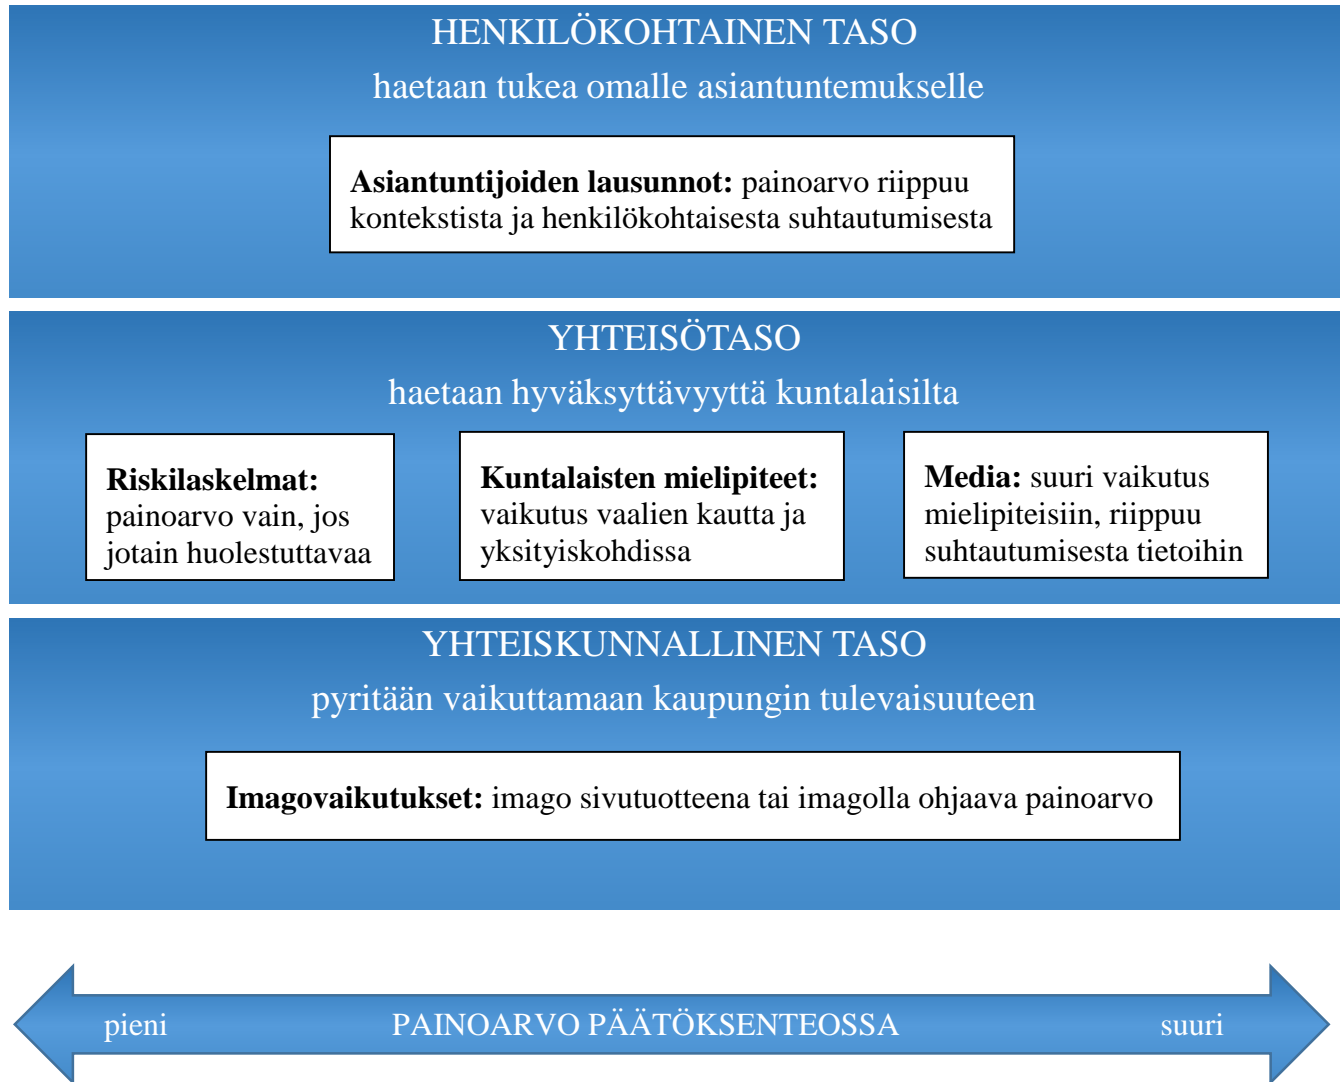 HENKILÖKOHTAINEN TASO
haetaan tukea omalle asiantuntemukselle
Asiantuntijoiden lausunnot: painoarvo riippuu
kontekstista ja henkilökohtaisesta suhtautumisesta
YHTEISÖTASO
haetaan hyväksyttävyyttä kuntalaisilta
Riskilaskelmat:
painoarvo vain, jos
jotain huolestuttavaa
Kuntalaisten mielipiteet:
vaikutus vaalien kautta ja
yksityiskohdissa
Media: suuri vaikutus
mielipiteisiin, riippuu
suhtautumisesta tietoihin
YHTEISKUNNALLINEN TASO
pyritään vaikuttamaan kaupungin tulevaisuuteen
Imagovaikutukset: imago sivutuotteena tai imagolla ohjaava painoarvo
pieni PAINOARVO PÄÄTÖKSENTEOSSA suuri